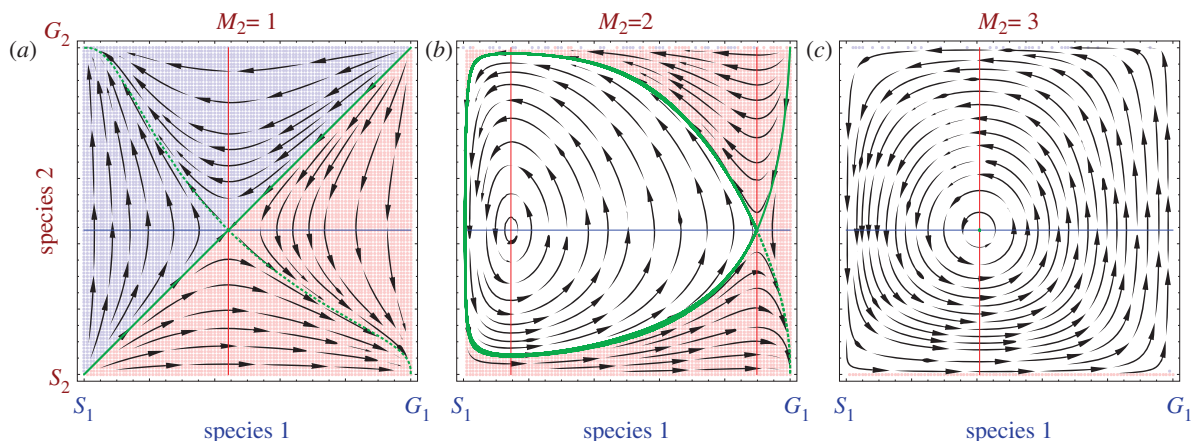 M₂= 1
M₂=2
M₂= 3
(a)
(b)
(c)
G₂
species 2
S₂
S₁
G₁
species 1
S₁
G₁
species 1
S₁
G₁
species 1